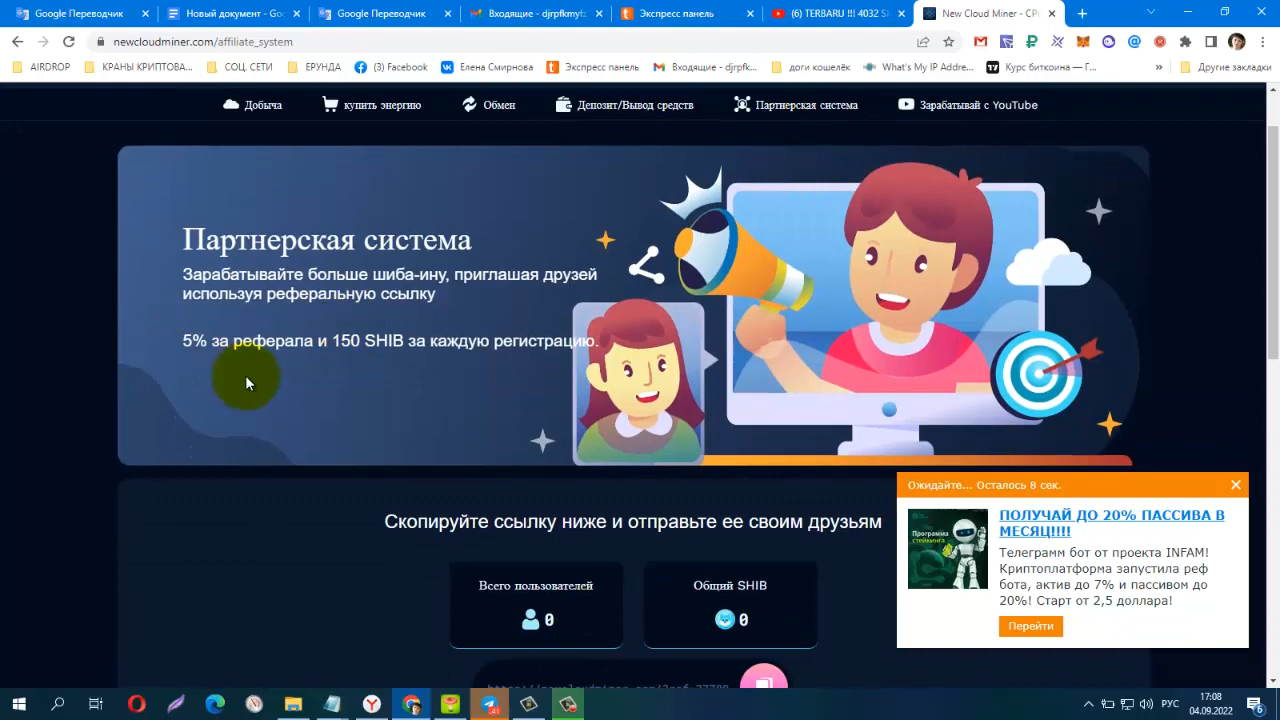 Google Переводчик
Новый документ - Go
Google Переводчик
Входящие - djrpfkmyfz
Экспресс панель
(6) TERBARU !!! 4032 S
New Cloud Miner - CP
newcloudminer.com/affiliate_system
AIRDROP
КРАНЫ КРИПТОВА...
СОЦ. СЕТИ
ЕРУНДА
(3) Facebook
Елена Смирнова
Экспресс панель
Входящие - djrpfk...
доги кошелёк
What's My IP Addre...
Курс биткоина — Г...
»
Другие закладки
Добыча
купить энергию
Обмен
Депозит/Вывод средств
Партнерская система
Зарабатывай с YouTube
Партнерская система
Зарабатывайте больше шиба-ину, приглашая друзей
используя реферальную ссылку
5% за реферала и 150 SHIB за каждую регистрацию.
Скопируйте ссылку ниже и отправьте ее своим друзьям
Всего пользователей
0
Общий SHIB
0
Ожидайте... Осталось 8 сек.
Программа
стейкинга
ПОЛУЧАЙ ДО 20% ПАССИВА В
МЕСЯЦ!!!!
Телеграмм бот от проекта INFAM!
Криптоплатформа запустила реф
бота, актив до 7% и пассивом до
20%! Старт от 2,5 доллара!
Перейти
РУС
17:08
04.09.2022
6